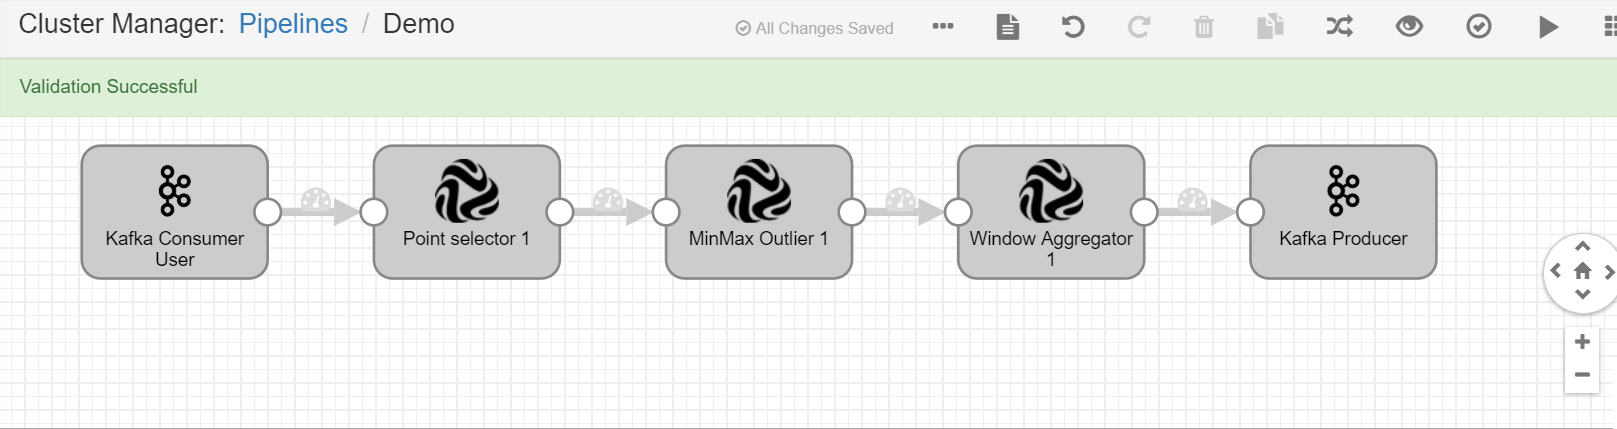 Cluster Manager: Pipelines / Demo
All Changes Saved
Validation Successful
Kafka Consumer
User
Point selector 1
MinMax Outlier 1
Window Aggregator
1
Kafka Producer